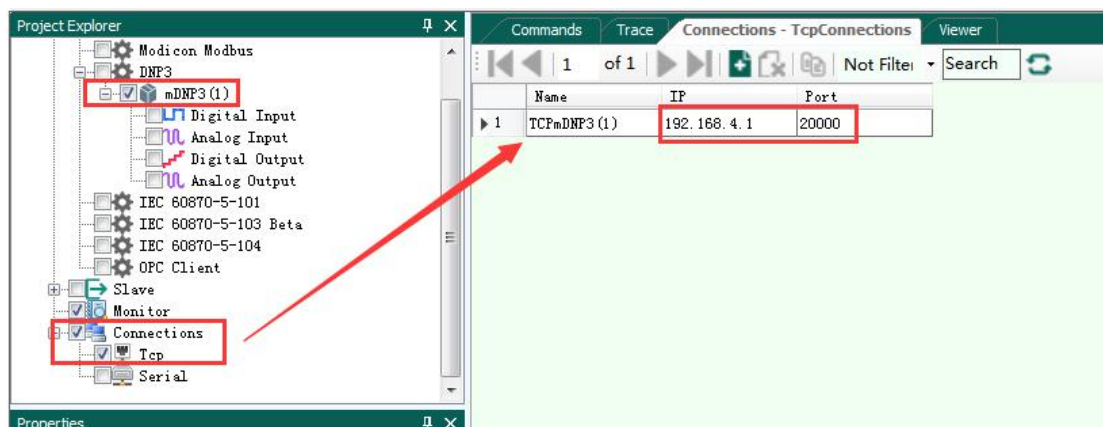 Project Explorer
Modicon Modbus
DNP3
mDNP3(1)
Digital Input
Analog Input
Digital Output
Analog Output
IEC 60870-5-101
IEC 60870-5-103 Beta
IEC 60870-5-104
OPC Client
Slave
Monitor
Connections
Tcp
Serial
Properties
Commands Trace Connections - TcpConnections Viewer
1 of 1 Not Filter Search
Name IP Port
1 TCPmDNP3(1) 192.168.4.1 20000